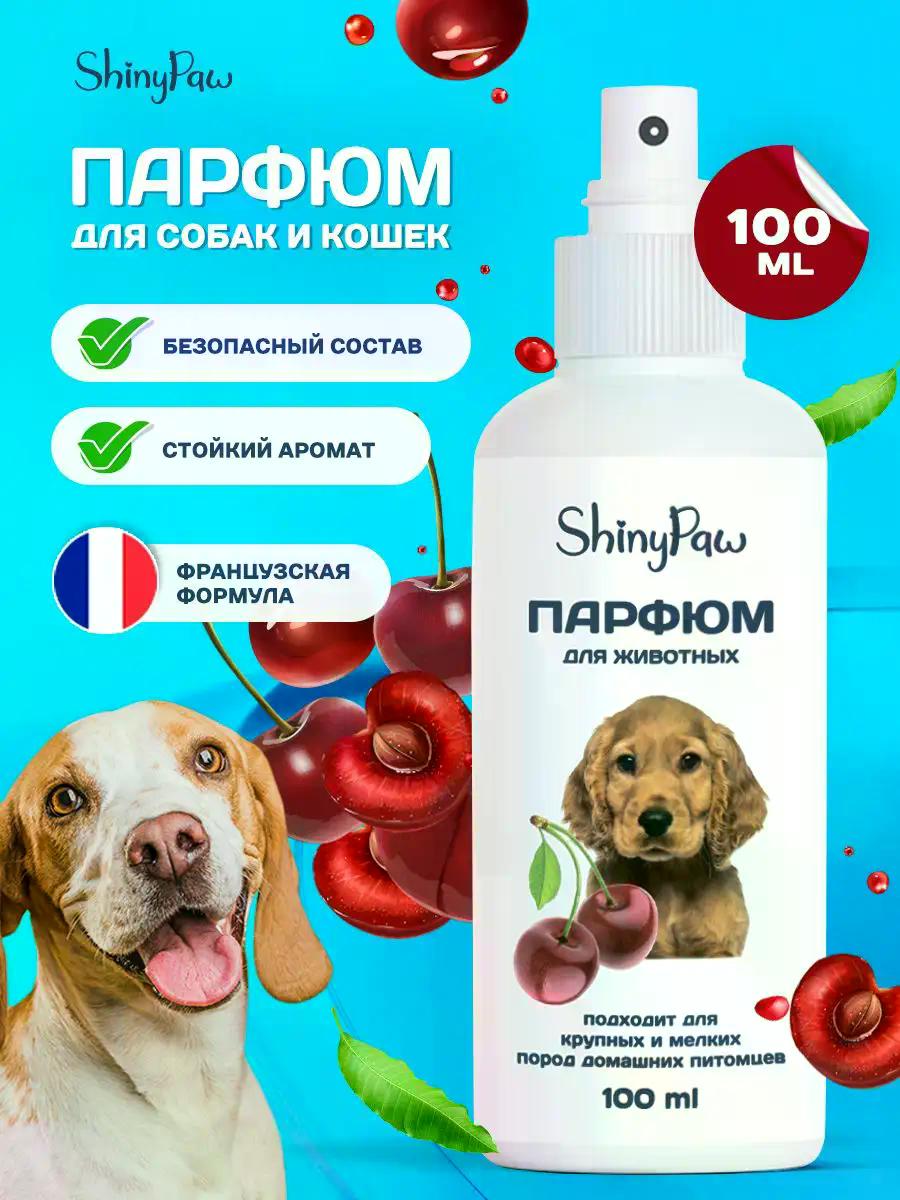 ShinyPaw
ПАРФЮМ
ДЛЯ СОБАК И КОШЕК
100
ML
БЕЗОПАСНЫЙ СОСТАВ
СТОЙКИЙ АРОМАТ
ФРАНЦУЗСКАЯ
ФОРМУЛА
ShinyPaw
ПАРФЮМ
ДЛЯ ЖИВОТНЫХ
ПОДХОДИТ ДЛЯ
КРУПНЫХ И МЕЛКИХ
ПОРОД ДОМАШНИХ ПИТОМЦЕВ
100 ml